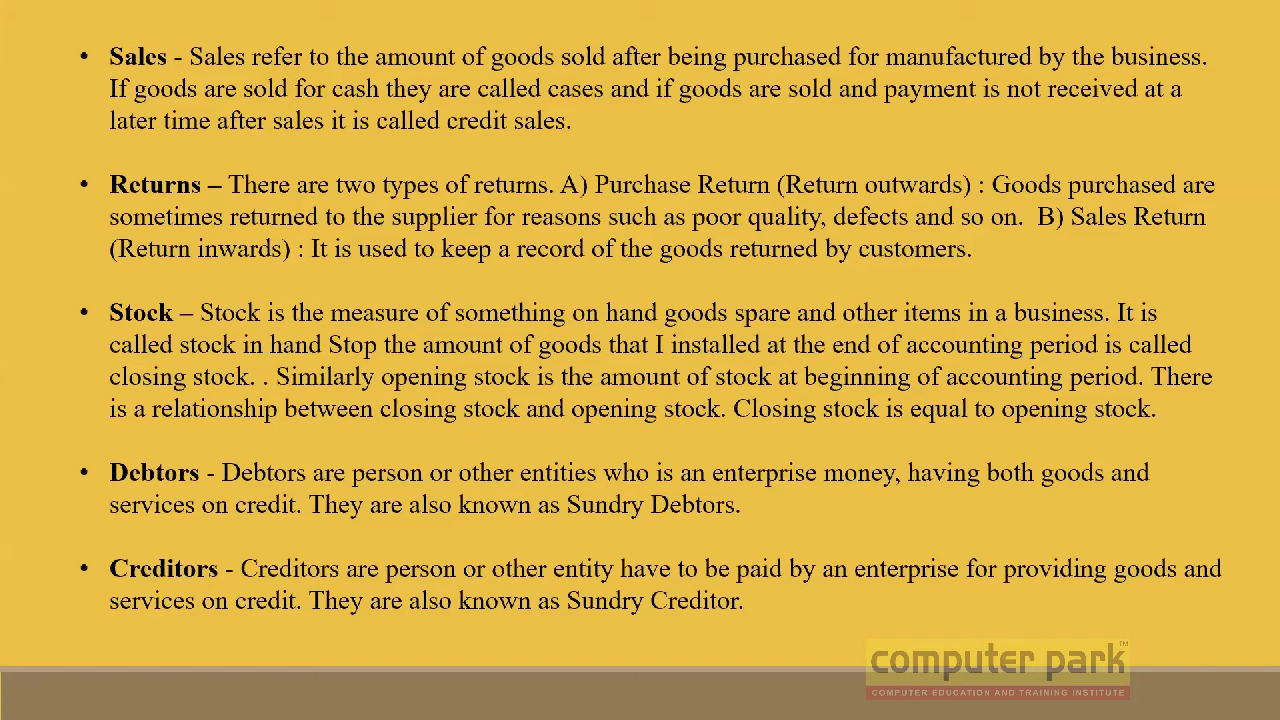 • Sales - Sales refer to the amount of goods sold after being purchased for manufactured by the business.
If goods are sold for cash they are called cases and if goods are sold and payment is not received at a
later time after sales it is called credit sales.
• Returns – There are two types of returns. A) Purchase Return (Return outwards) : Goods purchased are
sometimes returned to the supplier for reasons such as poor quality, defects and so on. B) Sales Return
(Return inwards) : It is used to keep a record of the goods returned by customers.
• Stock – Stock is the measure of something on hand goods spare and other items in a business. It is
called stock in hand Stop the amount of goods that I installed at the end of accounting period is called
closing stock. . Similarly opening stock is the amount of stock at beginning of accounting period. There
is a relationship between closing stock and opening stock. Closing stock is equal to opening stock.
• Debtors - Debtors are person or other entities who is an enterprise money, having both goods and
services on credit. They are also known as Sundry Debtors.
• Creditors - Creditors are person or other entity have to be paid by an enterprise for providing goods and
services on credit. They are also known as Sundry Creditor.
computer park™
COMPUTER EDUCATION AND TRAINING INSTITUTE